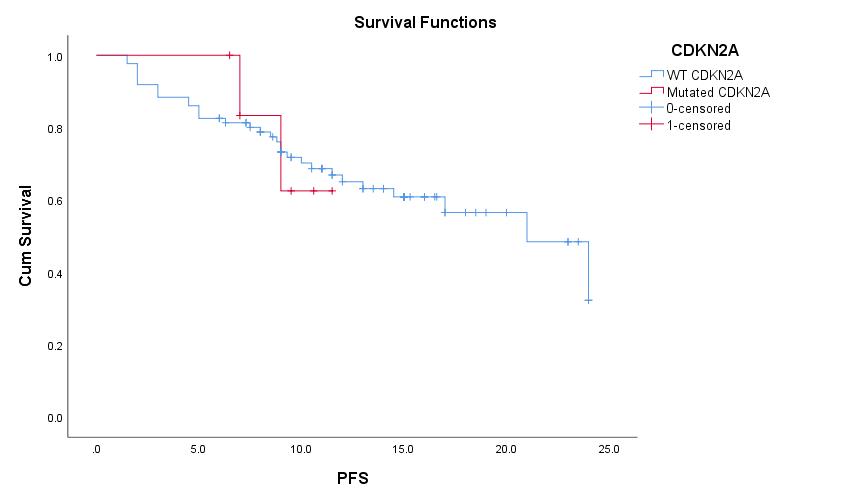 Survival Functions
CDKN2A
WT CDKN2A
Mutated CDKN2A
0-censored
1-censored
Cum Survival
1.0
0.8
0.6
0.4
0.2
0.0
.0 5.0 10.0 15.0 20.0 25.0
PFS